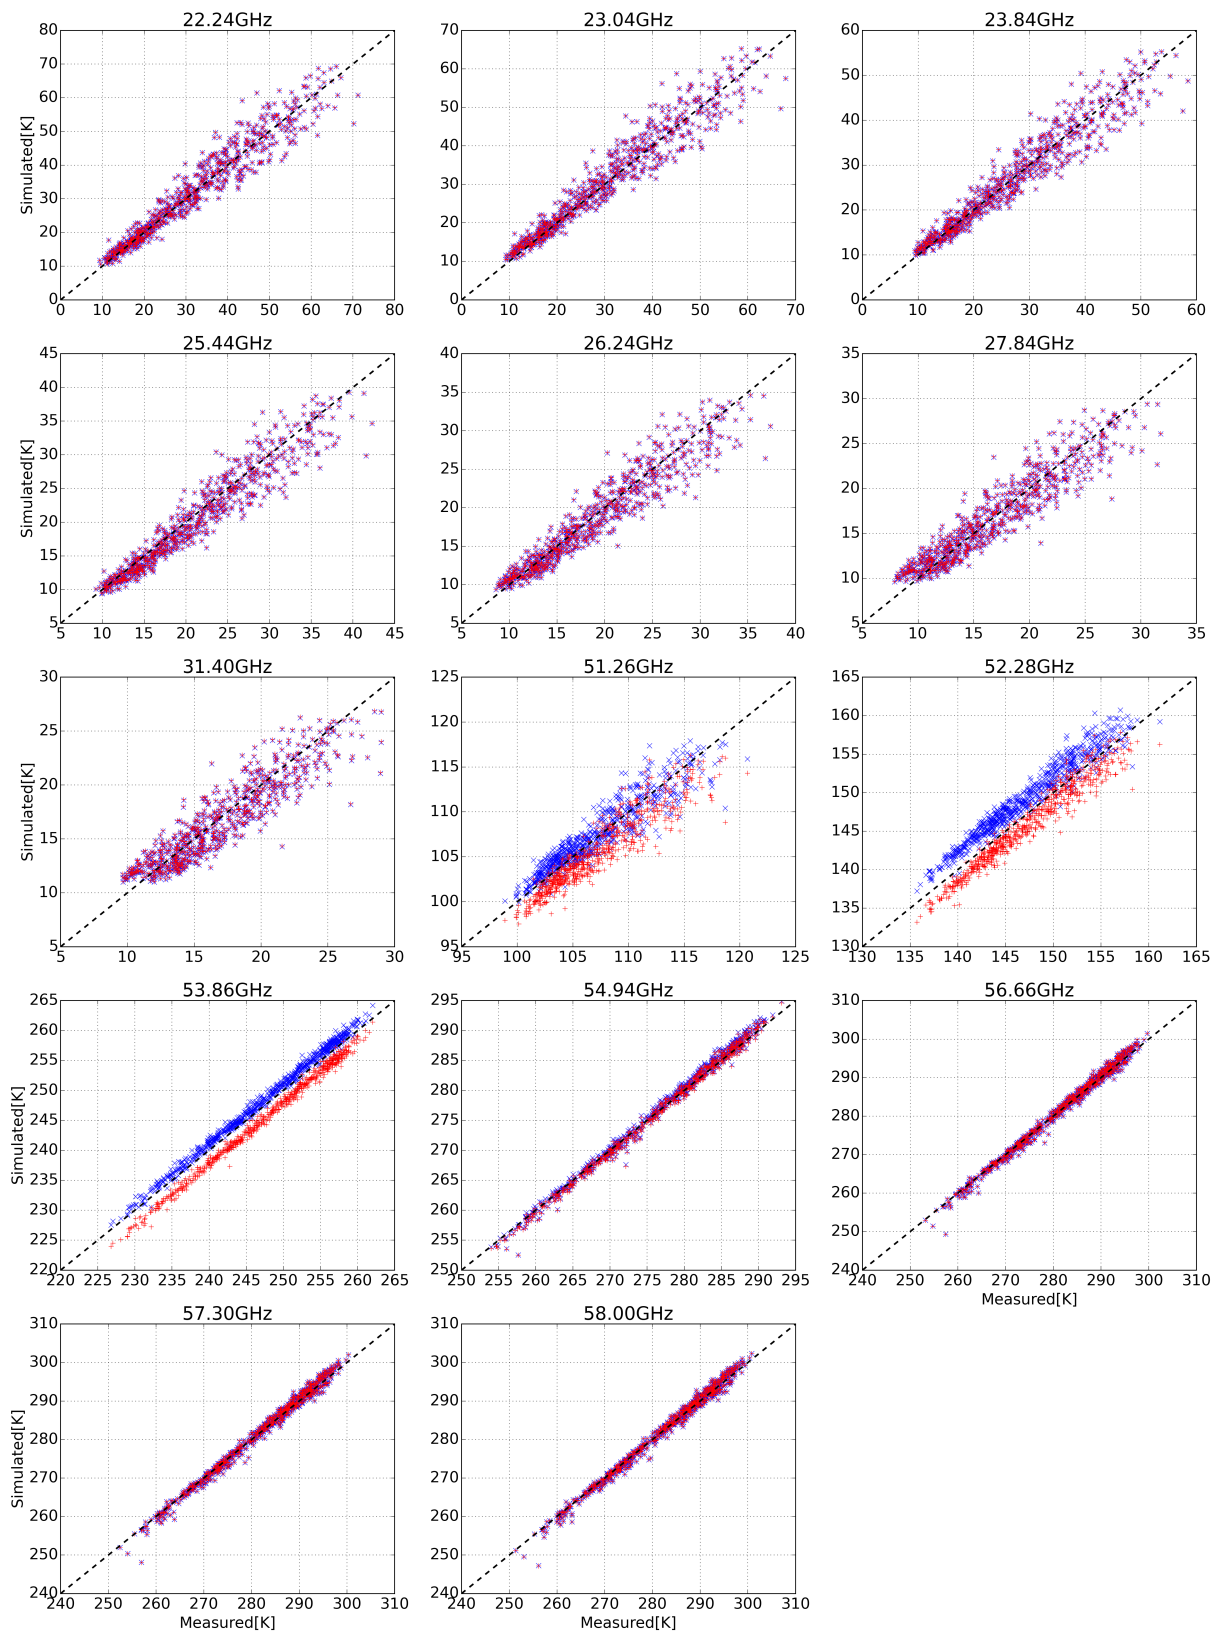 22.24GHz 23.04GHz 23.84GHz
Simulated[K]
80 70 60 50 40 30 20 10 0
0 10 20 30 40 50 60 70 80
70 60 50 40 30 20 10 0
0 10 20 30 40 50 60 70
60 50 40 30 20 10 0
0 10 20 30 40 50 60
25.44GHz 26.24GHz 27.84GHz
Simulated[K]
45 40 35 30 25 20 15 10 5
5 10 15 20 25 30 35 40 45
40 35 30 25 20 15 10 5
5 10 15 20 25 30 35 40
35 30 25 20 15 10 5
5 10 15 20 25 30 35
31.40GHz 51.26GHz 52.28GHz
Simulated[K]
30 25 20 15 10 5
5 10 15 20 25 30
125 120 115 110 105 100 95
95 100 105 110 115 120 125
165 160 155 150 145 140 135 130
130 135 140 145 150 155 160 165
53.86GHz 54.94GHz 56.66GHz
Simulated[K]
265 260 255 250 245 240 235 230 225 220
220 225 230 235 240 245 250 255 260 265
295 290 285 280 275 270 265 260 255 250
250 255 260 265 270 275 280 285 290 295
310 300 290 280 270 260 250 240
240 250 260 270 280 290 300 310
Measured[K]
57.30GHz 58.00GHz
Simulated[K]
310 300 290 280 270 260 250 240
240 250 260 270 280 290 300 310
Measured[K]
310 300 290 280 270 260 250 240
240 250 260 270 280 290 300 310
Measured[K]